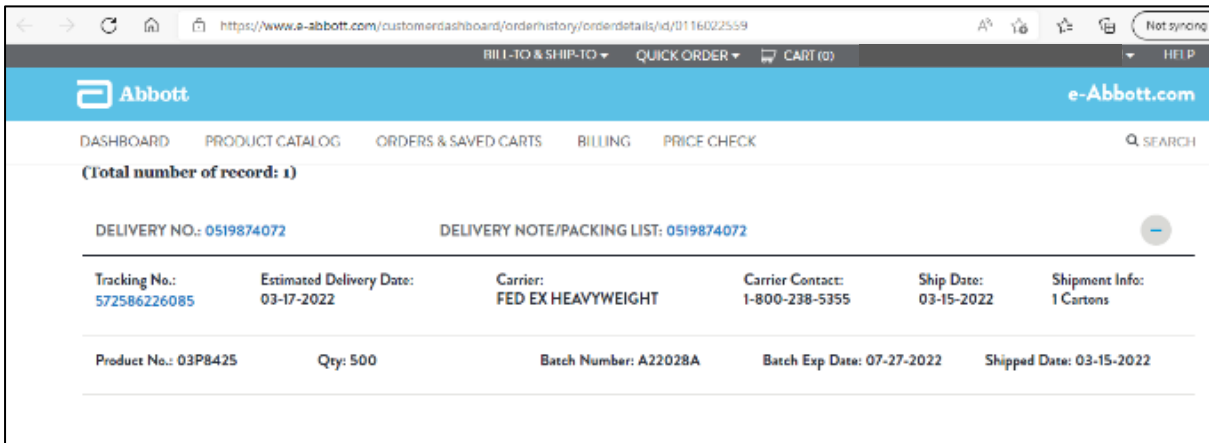 https://www.e-abbott.com/customerdashboard/orderhistory/orderdetails/id/0116022559 Not syncing
BILL-TO & SHIP-TO QUICK ORDER CART (0) HELP
Abbott e-Abbott.com
DASHBOARD PRODUCT CATALOG ORDERS & SAVED CARTS BILLING PRICE CHECK SEARCH
(Total number of record: 1)
DELIVERY NO.: 0519874072 DELIVERY NOTE/PACKING LIST: 0519874072
Tracking No.: Estimated Delivery Date: Carrier: Carrier Contact: Ship Date: Shipment Info:
572586226085 03-17-2022 FED EX HEAVYWEIGHT 1-800-238-5355 03-15-2022 1 Cartons
Product No.: 03P8425 Qty: 500 Batch Number: A22028A Batch Exp Date: 07-27-2022 Shipped Date: 03-15-2022